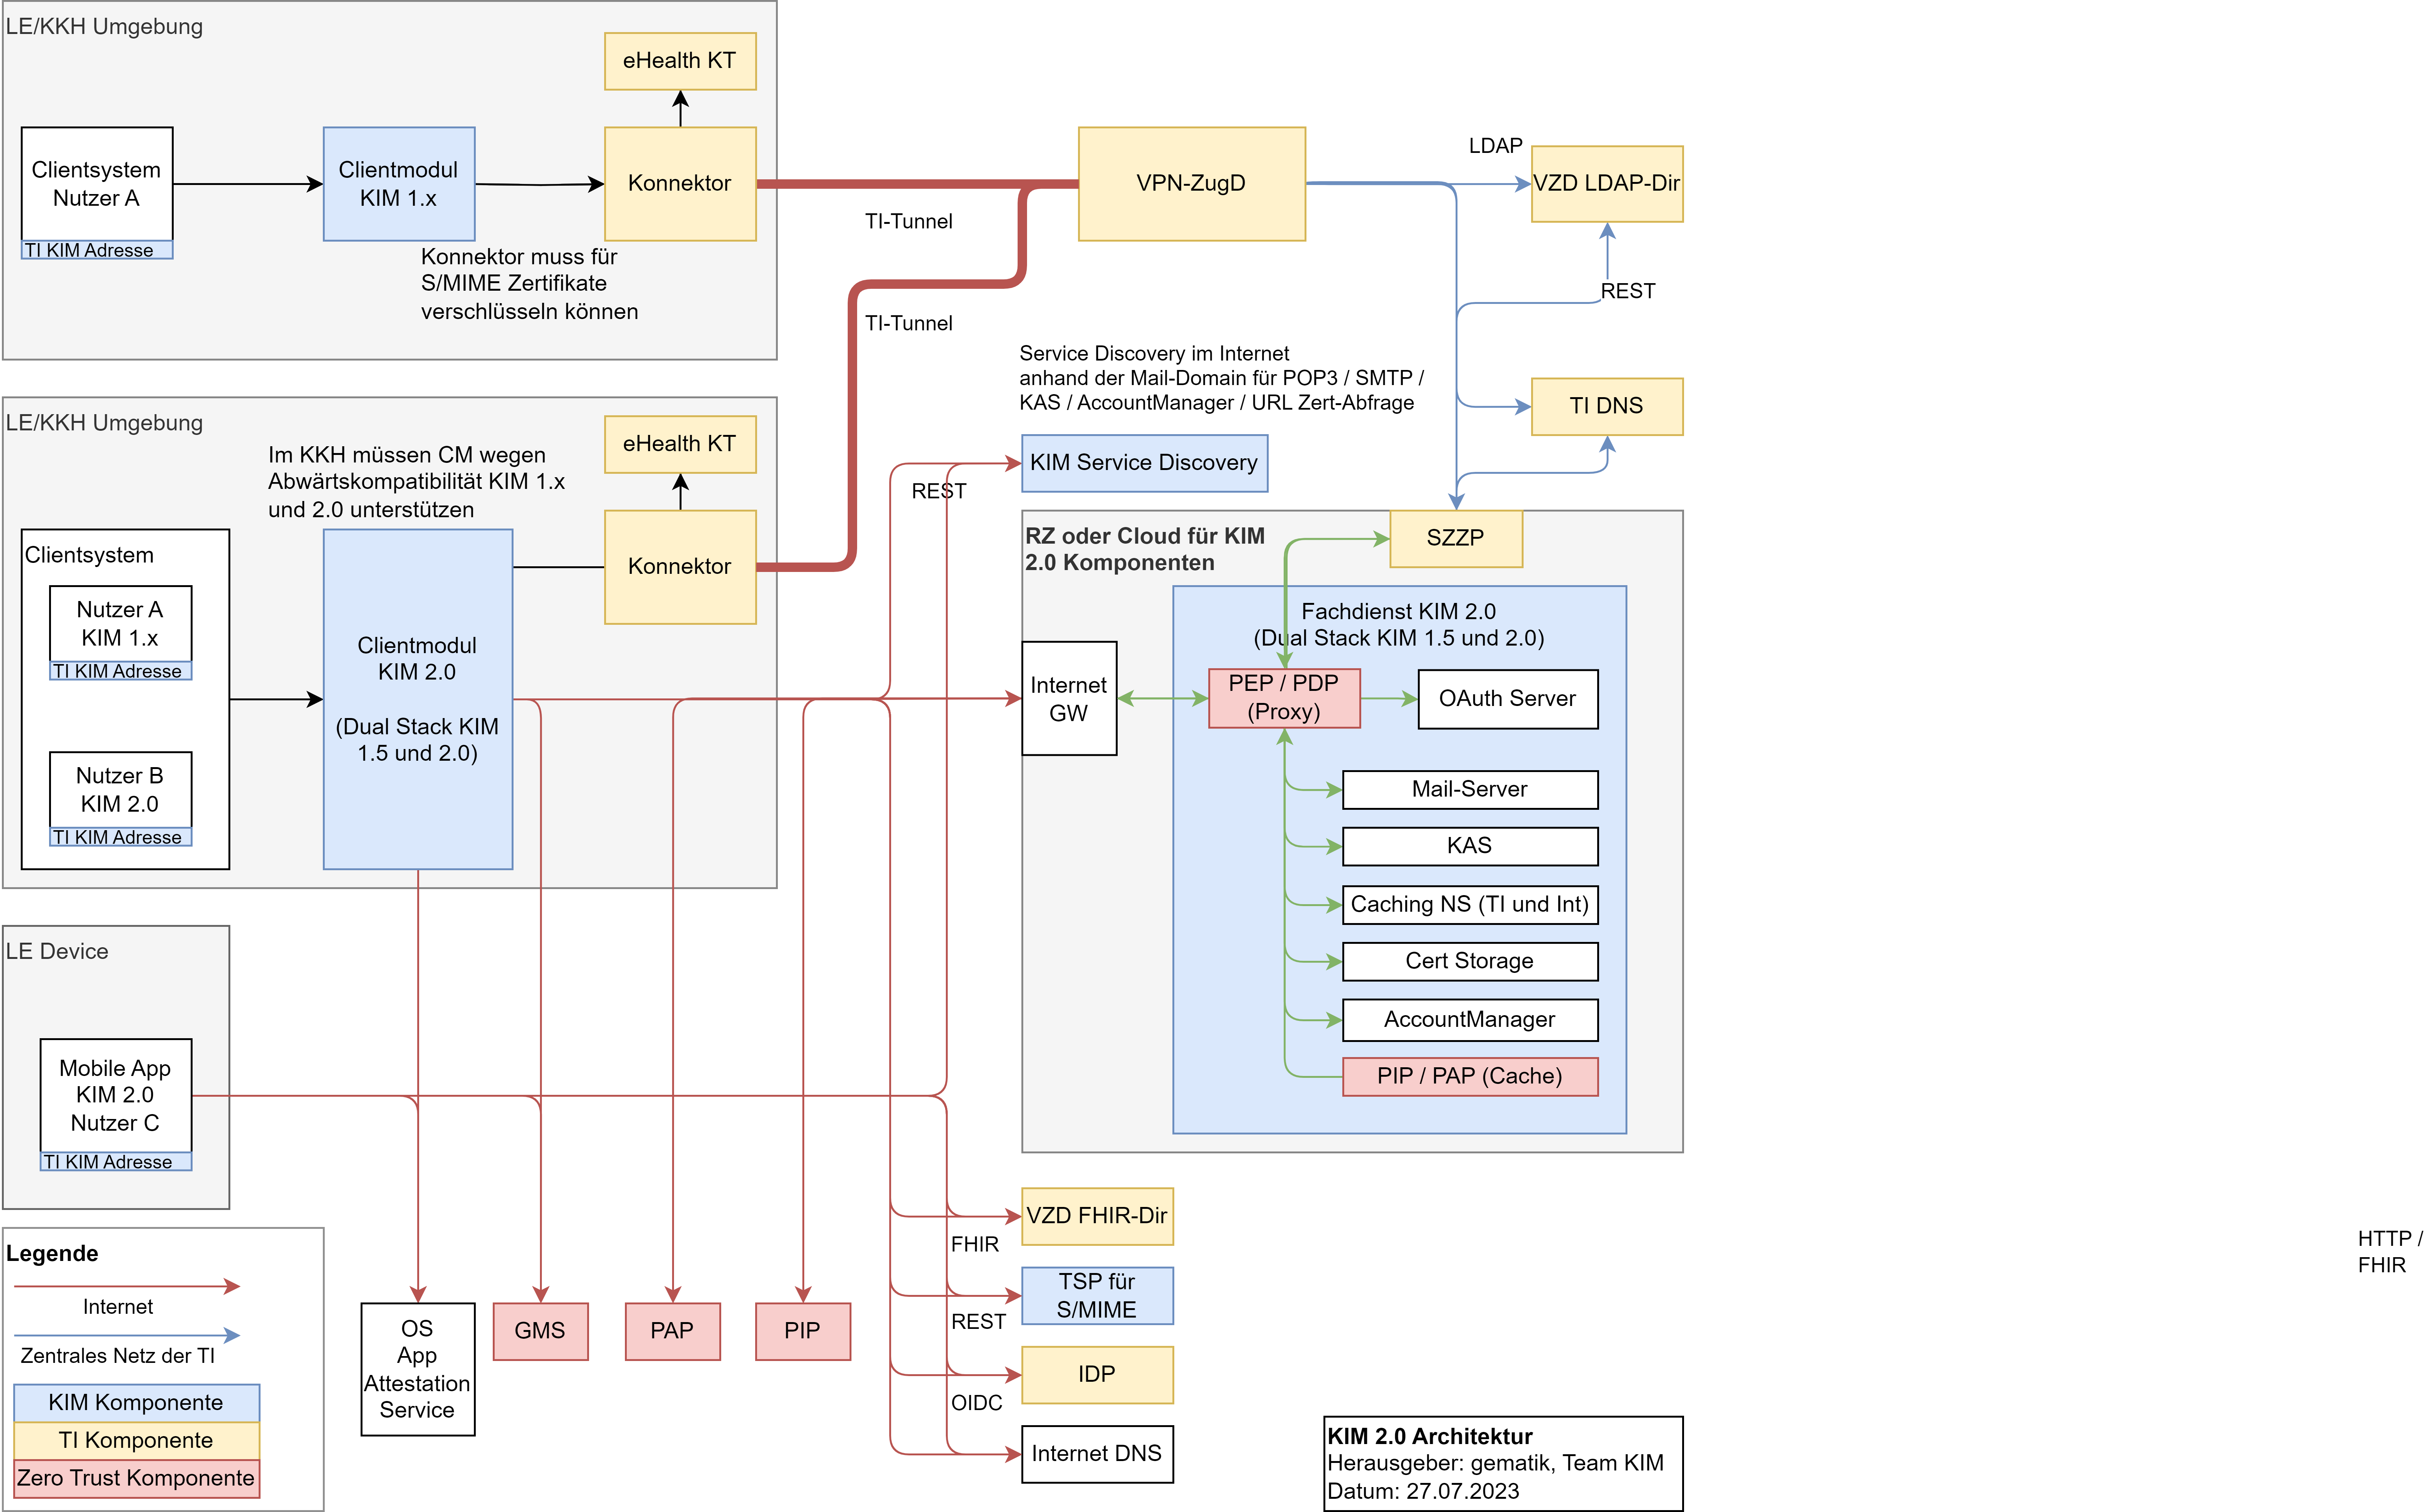 LE/KKH Umgebung
eHealth KT
Clientsystem
Nutzer A
TI KIM Adresse
Clientmodul
KIM 1.x
Konnektor
Konnektor muss für
S/MIME Zertifikate
verschlüsseln können
TI-Tunnel
TI-Tunnel
VPN-ZugD
LDAP
VZD LDAP-Dir
REST
TI DNS
Service Discovery im Internet
anhand der Mail-Domain für POP3 / SMTP /
KAS / AccountManager / URL Zert-Abfrage
KIM Service Discovery
REST
LE/KKH Umgebung
Im KKH müssen CM wegen
Abwärtskompatibilität KIM 1.x
und 2.0 unterstützen
eHealth KT
Konnektor
Clientsystem
Nutzer A
KIM 1.x
TI KIM Adresse
Nutzer B
KIM 2.0
TI KIM Adresse
Clientmodul
KIM 2.0
(Dual Stack KIM
1.5 und 2.0)
RZ oder Cloud für KIM
2.0 Komponenten
SZZP
Fachdienst KIM 2.0
(Dual Stack KIM 1.5 und 2.0)
Internet
GW
PEP / PDP
(Proxy)
OAuth Server
Mail-Server
KAS
Caching NS (TI und Int)
Cert Storage
AccountManager
PIP / PAP (Cache)
LE Device
Mobile App
KIM 2.0
Nutzer C
TI KIM Adresse
VZD FHIR-Dir
FHIR
TSP für
S/MIME
REST
IDP
OIDC
Internet DNS
OS
App
Attestation
Service
GMS
PAP
PIP
HTTP /
FHIR
Legende
Internet
Zentrales Netz der TI
KIM Komponente
TI Komponente
Zero Trust Komponente
KIM 2.0 Architektur
Herausgeber: gematik, Team KIM
Datum: 27.07.2023